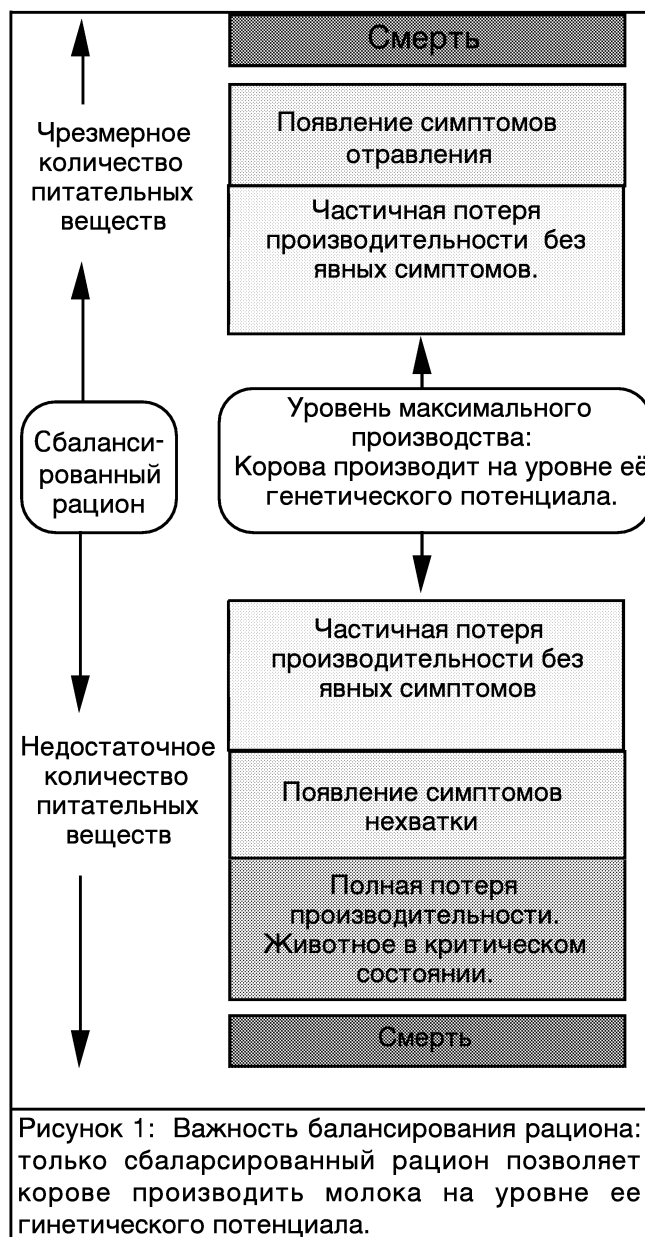 Смерть
Чрезмерное
количество
питательных
веществ
Появление симптомов
отравления
Частичная потеря
производительности без
явных симптомов.
Сбаланси-
рованный
рацион
Уровень максимального
производства:
Корова производит на уровне её
генетического потенциала.
Частичная потеря
производительности без
явных симптомов
Недостаточное
количество
питательных
веществ
Появление симптомов
нехватки
Полная потеря
производительности.
Животное в критическом
состоянии.
Смерть
Рисунок 1: Важность балансирования рациона:
только сбаларсированный рацион позволяет
корове производить молока на уровне ее
гинетического потенциала.